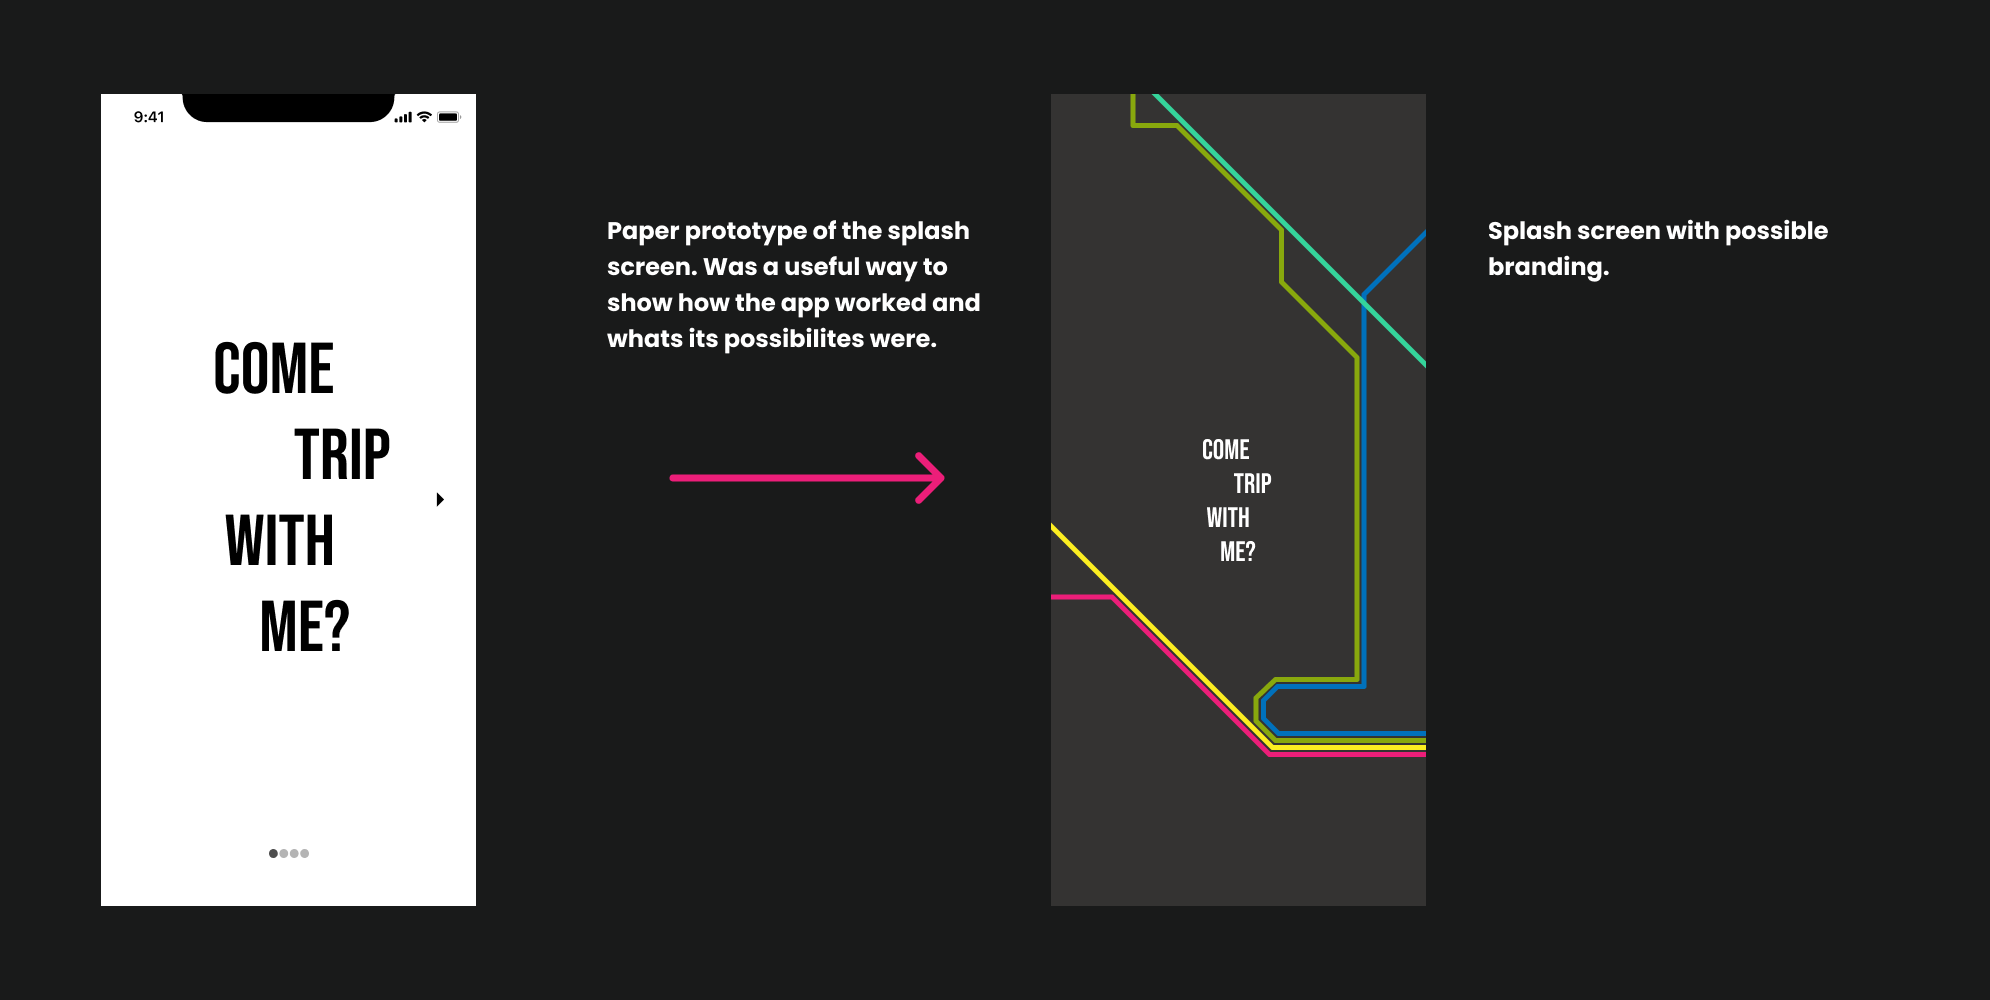 9:41
COME
TRIP
WITH
ME?
Paper prototype of the splash
screen. Was a useful way to
show how the app worked and
whats its possibilites were.
COME
TRIP
WITH
ME?
Splash screen with possible
branding.